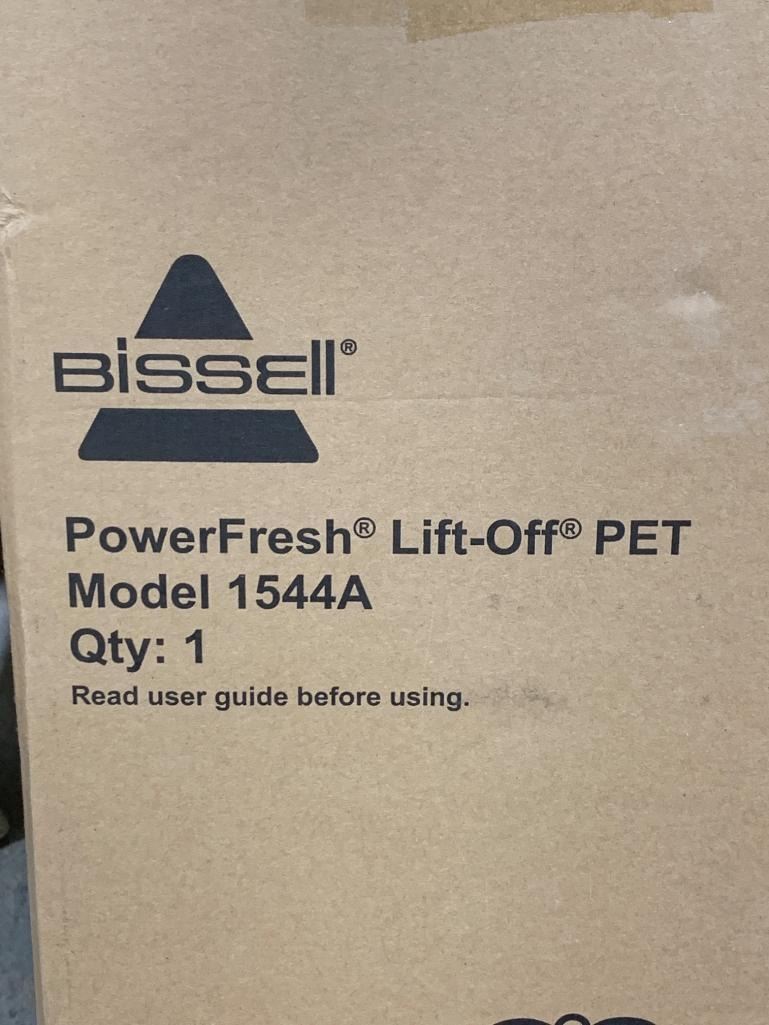 BISSELL®
PowerFresh® Lift-Off® PET
Model 1544A
Qty: 1
Read user guide before using.